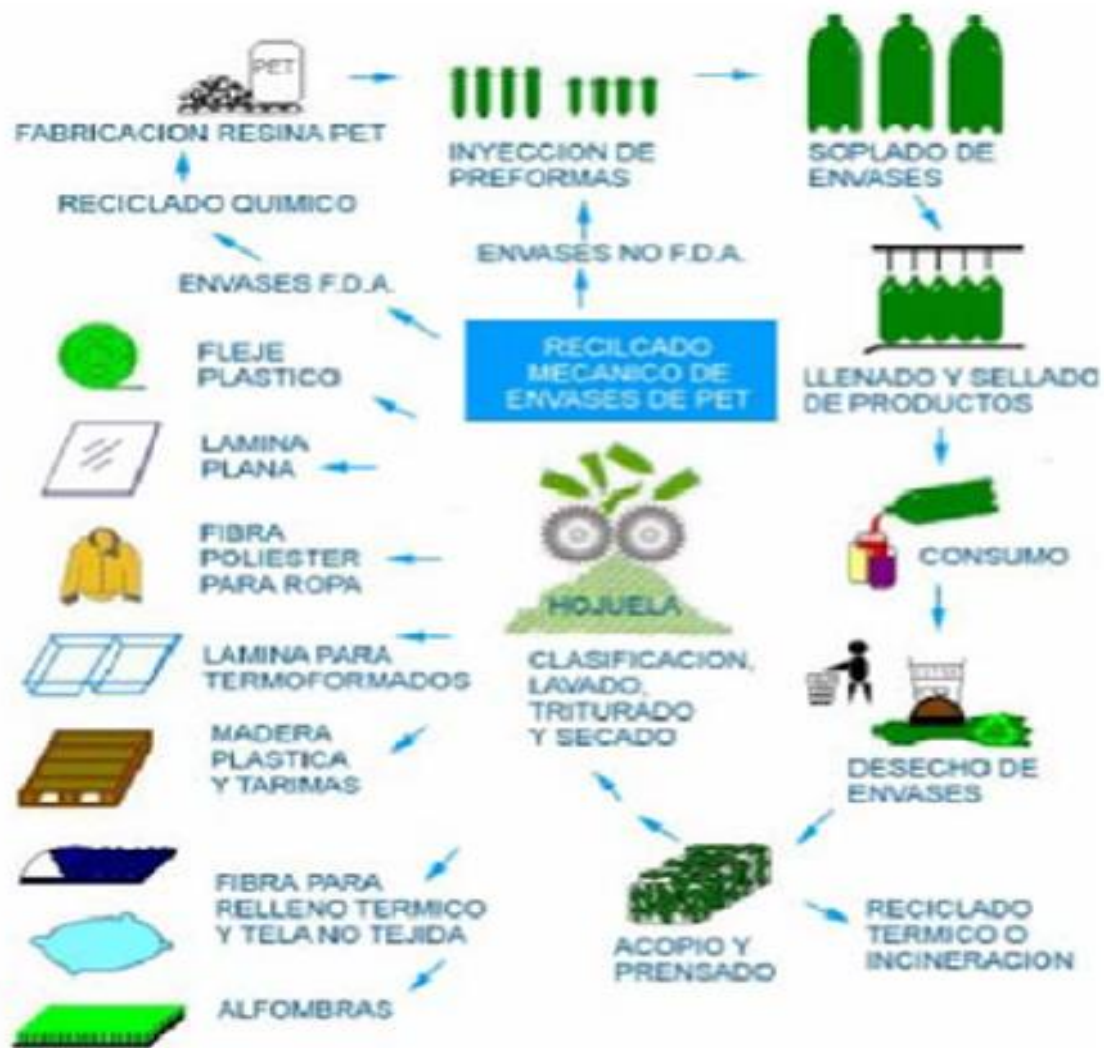 PET
FABRICACION RESINA PET
INYECCION DE
PREFORMAS
SOPLADO DE
ENVASES
RECICLADO QUIMICO
ENVASES NO F.D.A.
ENVASES F.D.A.
RECILCADO
MECANICO DE
ENVASES DE PET
LLENADO Y SELLADO
DE PRODUCTOS
FLEJE
PLASTICO
LAMINA
PLANA
FIBRA
POLIESTER
PARA ROPA
CONSUMO
HOJUELA
LAMINA PARA
TERMOFORMADOS
CLASIFICACION,
LAVADO,
TRITURADO
Y SECADO
MADERA
PLASTICA
Y TARIMAS
DESECHO DE
ENVASES
FIBRA PARA
RELLENO TERMICO
Y TELA NO TEJIDA
ACOPIO Y
PRENSADO
RECICLADO
TERMICO O
INCINERACION
ALFOMBRAS